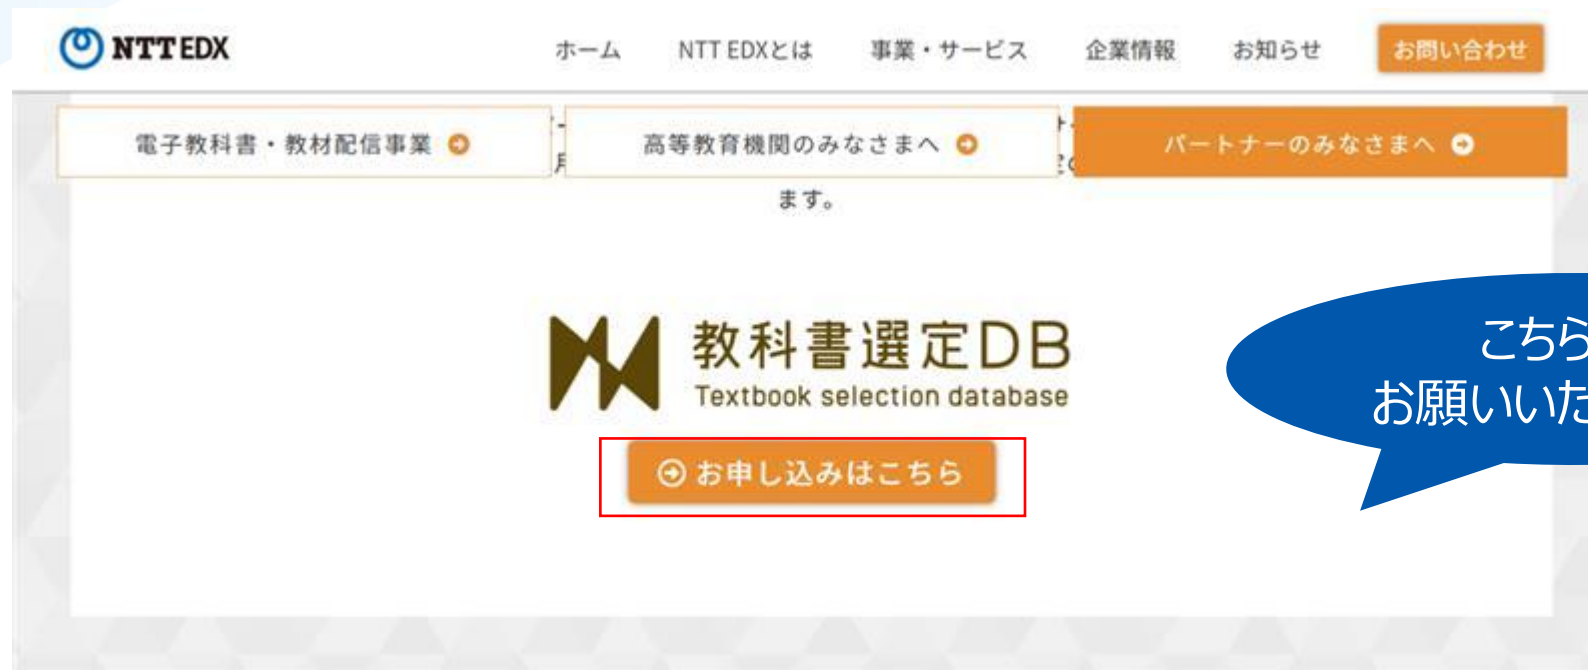 NTT EDX
ホーム NTT EDXとは 事業・サービス 企業情報 お知らせ お問い合わせ
電子教科書・教材配信事業 高等教育機関のみなさまへ パートナーのみなさまへ
ます。
教科書選定DB
Textbook selection database
お申し込みはこちら
こちら
お願いいた